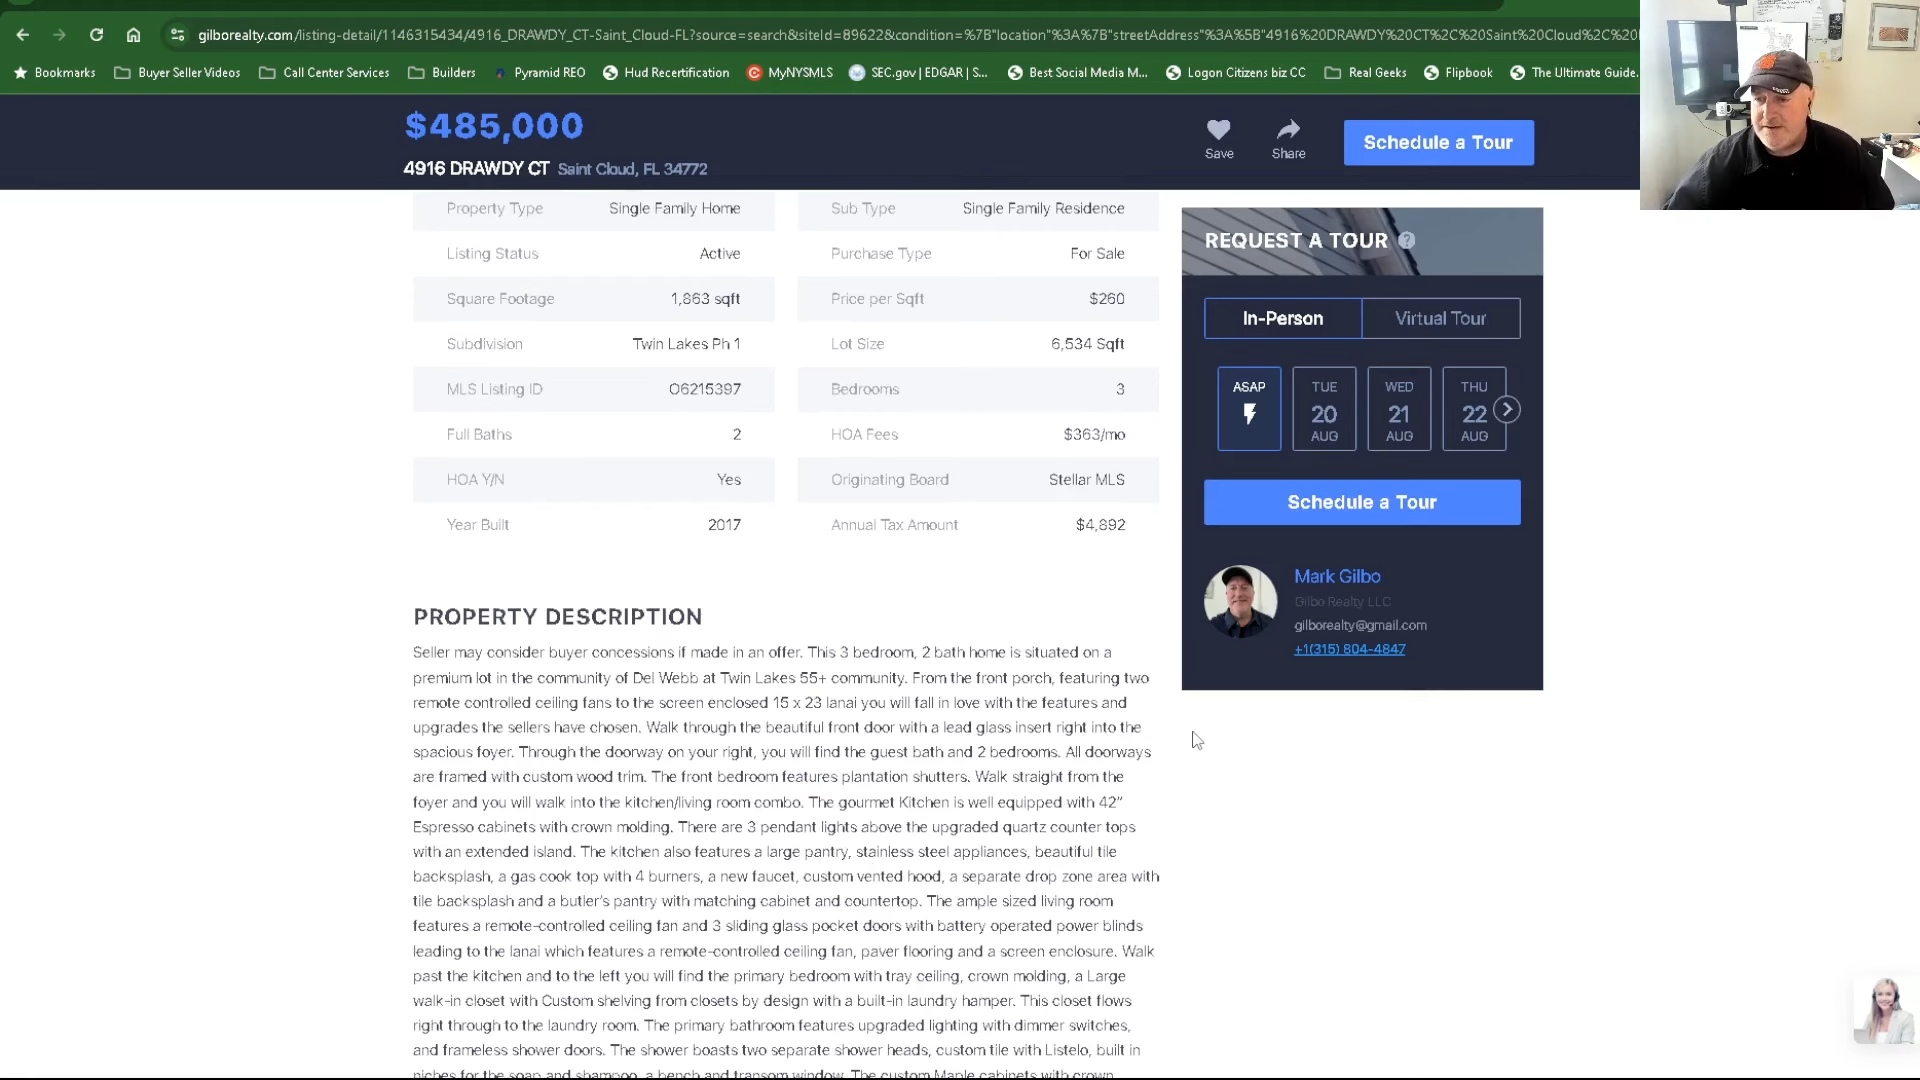 gilborealty.com/listing-detail/1146315434/4916_DRAWDY_CT-Saint_Cloud-FL?source=search&siteId=89622&condition=%7B"location"%3A%7B"streetAddress"%3A%5B"4916%20DRAWDY%20CT%2C%20Saint%20Cloud%2C%20
Bookmarks Buyer Seller Videos Call Center Services Builders Pyramid REO Hud Recertification MyNYSMLS SEC.gov | EDGAR | S... Best Social Media M... Logon Citizens biz CC Real Geeks Flipbook The Ultimate Guide.
$485,000
4916 DRAWDY CT Saint Cloud, FL 34772
Save Share Schedule a Tour
Property Type Single Family Home Sub Type Single Family Residence
Listing Status Active Purchase Type For Sale
Square Footage 1,863 sqft Price per Sqft $260
Subdivision Twin Lakes Ph 1 Lot Size 6,534 Sqft
MLS Listing ID O6215397 Bedrooms 3
Full Baths 2 HOA Fees $363/mo
HOA Y/N Yes Originating Board Stellar MLS
Year Built 2017 Annual Tax Amount $4,892
PROPERTY DESCRIPTION
Seller may consider buyer concessions if made in an offer. This 3 bedroom, 2 bath home is situated on a
premium lot in the community of Del Webb at Twin Lakes 55+ community. From the front porch, featuring two
remote controlled ceiling fans to the screen enclosed 15 x 23 lanai you will fall in love with the features and
upgrades the sellers have chosen. Walk through the beautiful front door with a lead glass insert right into the
spacious foyer. Through the doorway on your right, you will find the guest bath and 2 bedrooms. All doorways
are framed with custom wood trim. The front bedroom features plantation shutters. Walk straight from the
foyer and you will walk into the kitchen/living room combo. The gourmet Kitchen is well equipped with 42”
Espresso cabinets with crown molding. There are 3 pendant lights above the upgraded quartz counter tops
with an extended island. The kitchen also features a large pantry, stainless steel appliances, beautiful tile
backsplash, a gas cook top with 4 burners, a new faucet, custom vented hood, a separate drop zone area with
tile backsplash and a butler’s pantry with matching cabinet and countertop. The ample sized living room
features a remote-controlled ceiling fan and 3 sliding glass pocket doors with battery operated power blinds
leading to the lanai which features a remote-controlled ceiling fan, paver flooring and a screen enclosure. Walk
past the kitchen and to the left you will find the primary bedroom with tray ceiling, crown molding, a Large
walk-in closet with Custom shelving from closets by design with a built-in laundry hamper. This closet flows
right through to the laundry room. The primary bathroom features upgraded lighting with dimmer switches,
and frameless shower doors. The shower boasts two separate shower heads, custom tile with Listelo, built in
niches for the soap and shampoo, a bench and transom window. The custom Maple cabinets with crown
REQUEST A TOUR ?
In-Person Virtual Tour
ASAP TUE WED THU
20 21 22
AUG AUG AUG
Schedule a Tour
Mark Gilbo
Gilbo Realty LLC
gilborealty@gmail.com
+1(315) 804-4847